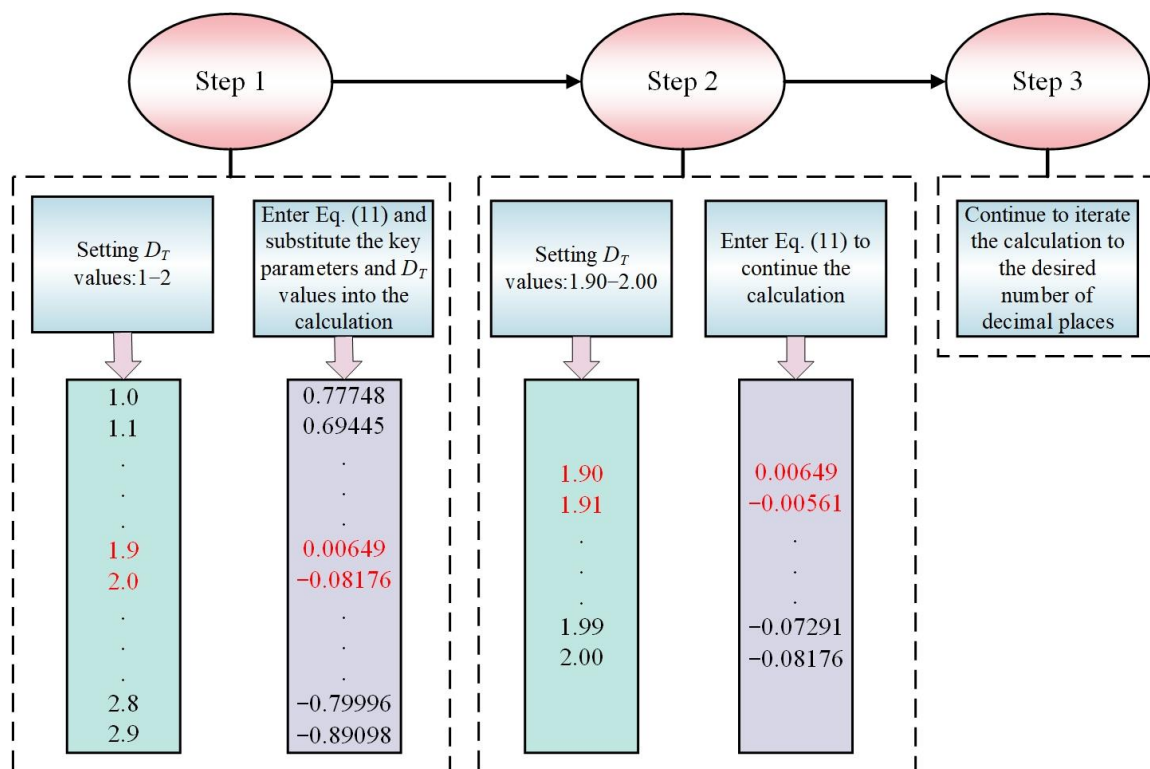 Step 1
Step 2
Step 3
Setting D_T
values:1−2
Enter Eq. (11) and
substitute the key
parameters and D_T
values into the
calculation
1.0
1.1
.
.
.
1.9
2.0
.
.
.
2.8
2.9
0.77748
0.69445
.
.
.
0.00649
−0.08176
.
.
.
−0.79996
−0.89098
Setting D_T
values:1.90−2.00
Enter Eq. (11) to
continue the
calculation
1.90
1.91
.
.
.
1.99
2.00
0.00649
−0.00561
.
.
.
−0.07291
−0.08176
Continue to iterate
the calculation to
the desired
number of
decimal places